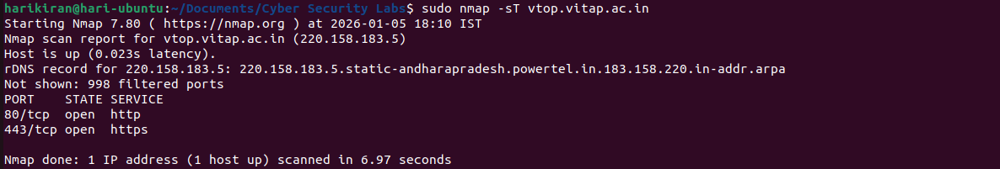 harikiran@hari-ubuntu:~/Documents/Cyber Security Labs$ sudo nmap -sT vtop.vitap.ac.in
Starting Nmap 7.80 ( https://nmap.org ) at 2026-01-05 18:10 IST
Nmap scan report for vtop.vitap.ac.in (220.158.183.5)
Host is up (0.023s latency).
rDNS record for 220.158.183.5: 220.158.183.5.static-andharapradesh.powertel.in.183.158.220.in-addr.arpa
Not shown: 998 filtered ports
PORT    STATE SERVICE
80/tcp  open  http
443/tcp open  https
Nmap done: 1 IP address (1 host up) scanned in 6.97 seconds